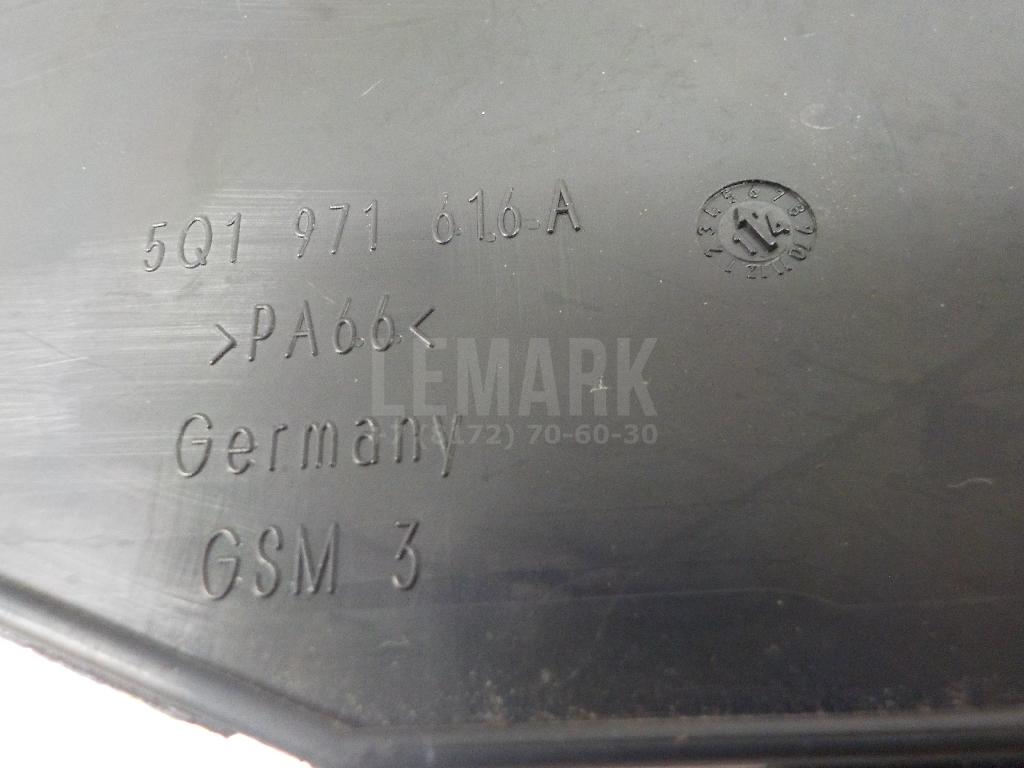 5Q1 971 616 A
>PA66<
Germany
GSM 3
LEMARK
(8172) 70-60-30